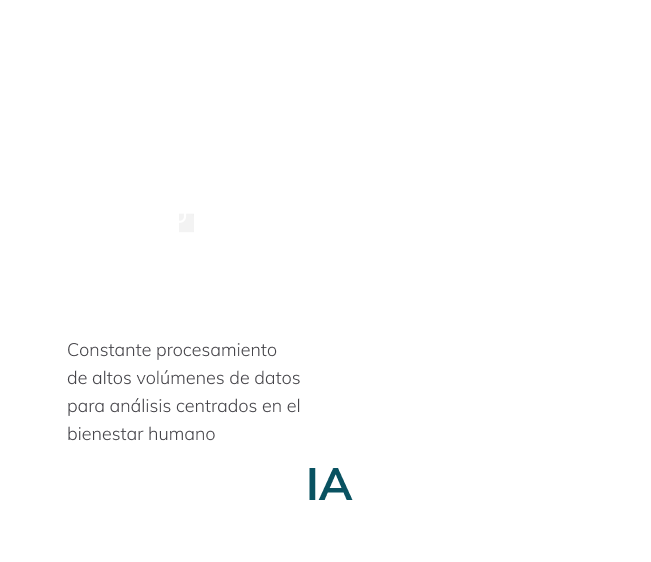 Constante procesamiento
de altos volúmenes de datos
para análisis centrados en el
bienestar humano
IA